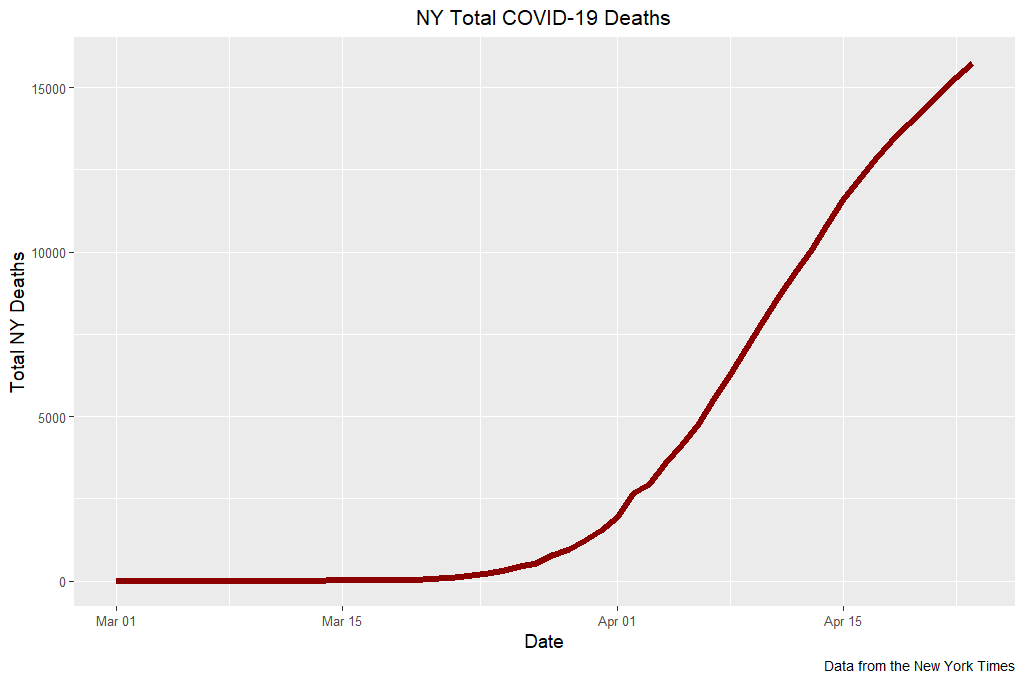 NY Total COVID-19 Deaths
Total NY Deaths
15000
10000
5000
0
Mar 01
Mar 15
Apr 01
Apr 15
Date
Data from the New York Times